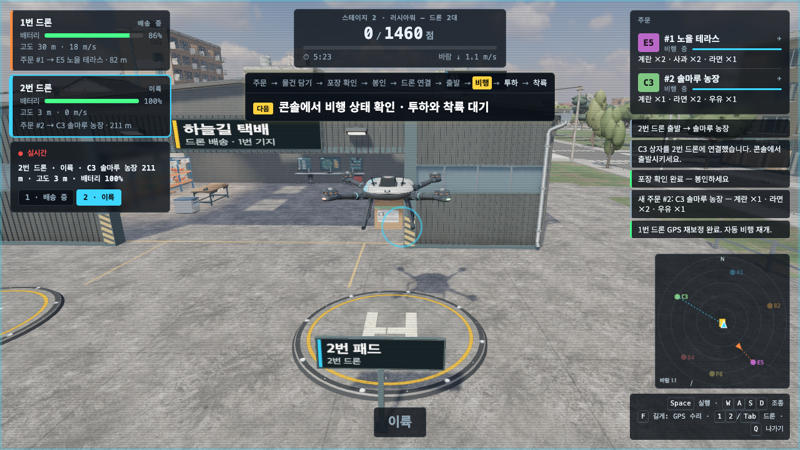 1번 드론
배송 중
배터리
86%
고도 30 m · 18 m/s
주문 #1 → E5 노을 테라스 · 82 m
2번 드론
이륙
배터리
100%
고도 3 m · 0 m/s
주문 #2 → C3 솔마루 농장 · 211 m
실시간
2번 드론 · 이륙 · C3 솔마루 농장 211
m · 고도 3 m · 배터리 100%
1 · 배송 중
2 · 이륙
스테이지 2 · 러시아워 — 드론 2대
0/1460점
5:23
바람 ↓ 1.1 m/s
주문 → 물건 담기 → 포장 확인 → 봉인 → 드론 연결 → 출발 → 비행 → 투하 → 착륙
다음
콘솔에서 비행 상태 확인 · 투하와 착륙 대기
하늘길 택배
드론 배송 · 1번 기지
2번 패드
2번 드론
이륙
주문
E5
#1 노을 테라스
비행 중
계란 ×2 · 사과 ×2 · 라면 ×1
C3
#2 솔마루 농장
비행 중
계란 ×1 · 라면 ×2 · 우유 ×1
2번 드론 출발 → 솔마루 농장
C3 상자를 2번 드론에 연결했습니다. 콘솔에서
출발시키세요.
포장 확인 완료 — 봉인하세요
새 주문 #2: C3 솔마루 농장 — 계란 ×1 · 라면
×2 · 우유 ×1
1번 드론 GPS 재보정 완료. 자동 비행 재개.
N
A1
C3
B2
E5
F6
바람 1.1
Space 실행 · W A S D 조종
F 길게: GPS 수리 · 1 2 / Tab 드론 ·
Q 나가기